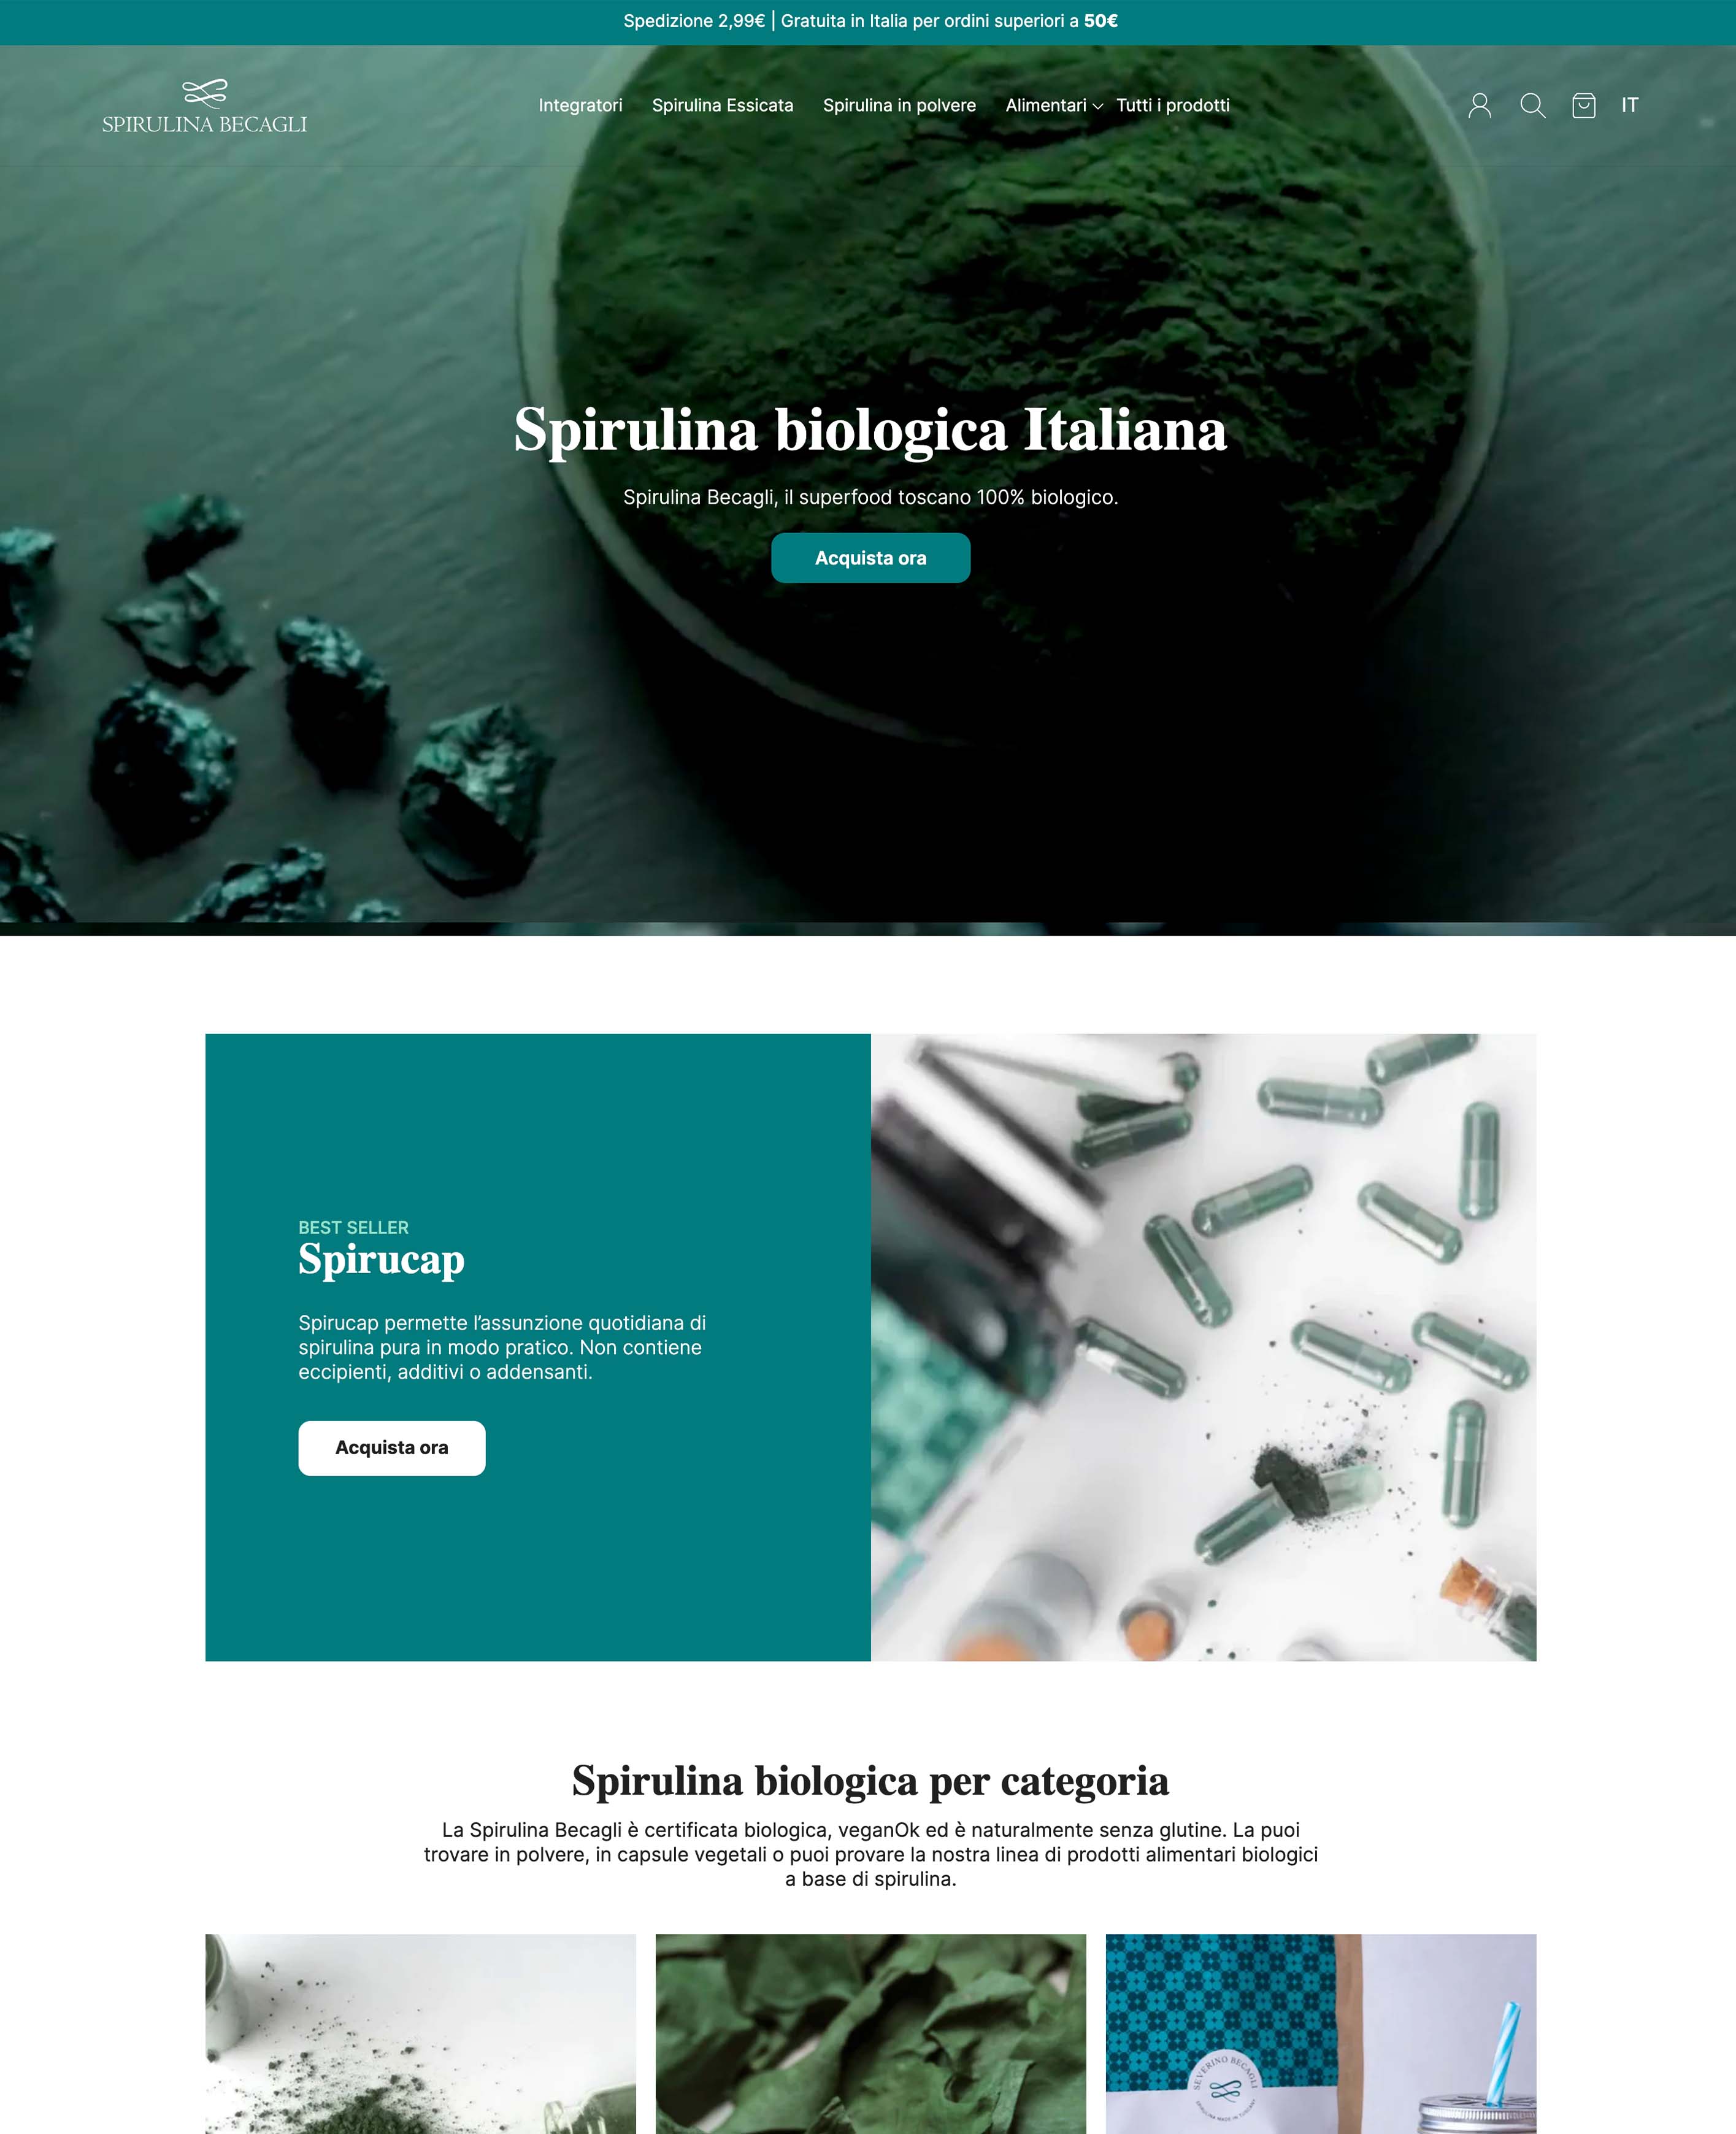 Spedizione 2,99€ | Gratuita in Italia per ordini superiori a 50€
SPIRULINA BECAGLI
Integratori
Spirulina Essicata
Spirulina in polvere
Alimentari
Tutti i prodotti
IT
Spirulina biologica Italiana
Spirulina Becagli, il superfood toscano 100% biologico.
Acquista ora
BEST SELLER
Spirucap
Spirucap permette l’assunzione quotidiana di
spirulina pura in modo pratico. Non contiene
eccipienti, additivi o addensanti.
Acquista ora
Spirulina biologica per categoria
La Spirulina Becagli è certificata biologica, veganOk ed è naturalmente senza glutine. La puoi
trovare in polvere, in capsule vegetali o puoi provare la nostra linea di prodotti alimentari biologici
a base di spirulina.
SEVERINO BECAGLI
SPIRULINA MADE IN TUSCANY